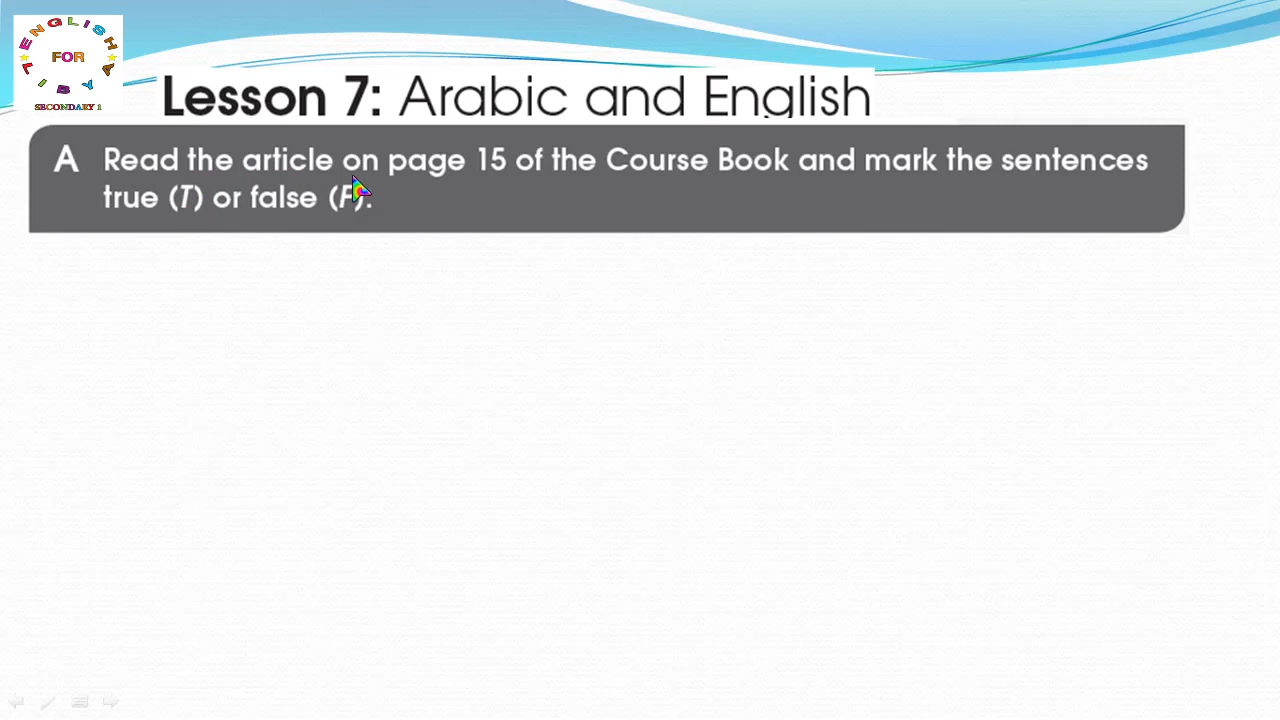 ENGLISH
FOR
LIBYA
SECONDARY 1
Lesson 7: Arabic and English
A Read the article on page 15 of the Course Book and mark the sentences
true (T) or false (F).